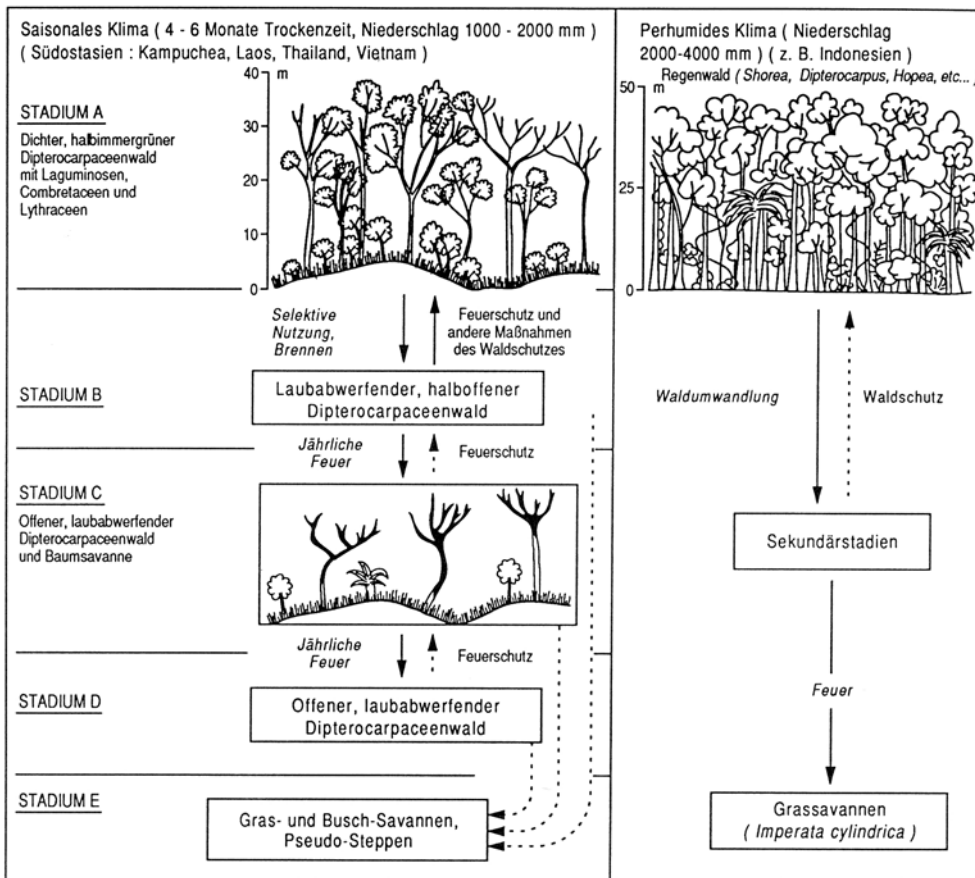 Saisonales Klima ( 4 - 6 Monate Trockenzeit, Niederschlag 1000 - 2000 mm )
( Südostasien : Kampuchea, Laos, Thailand, Vietnam )
40
m
STADIUM A
Dichter, halbimmergrüner
Dipterocarpaceenwald
mit Laguminosen,
Combretaceen und
Lythraceen
30
20
10
0
Selektive
Nutzung,
Brennen
Feuerschutz und
andere Maßnahmen
des Waldschutzes
STADIUM B
Laubabwerfender, halboffener
Dipterocarpaceenwald
Jährliche
Feuer
Feuerschutz
STADIUM C
Offener, laubabwerfender
Dipterocarpaceenwald
und Baumsavanne
Jährliche
Feuer
Feuerschutz
STADIUM D
Offener, laubabwerfender
Dipterocarpaceenwald
STADIUM E
Gras- und Busch-Savannen,
Pseudo-Steppen
Perhumides Klima ( Niederschlag
2000-4000 mm ) ( z. B. Indonesien )
Regenwald (Shorea, Dipterocarpus, Hopea, etc... )
50
m
25
0
Waldumwandlung
Waldschutz
Sekundärstadien
Feuer
Grassavannen
( Imperata cylindrica )